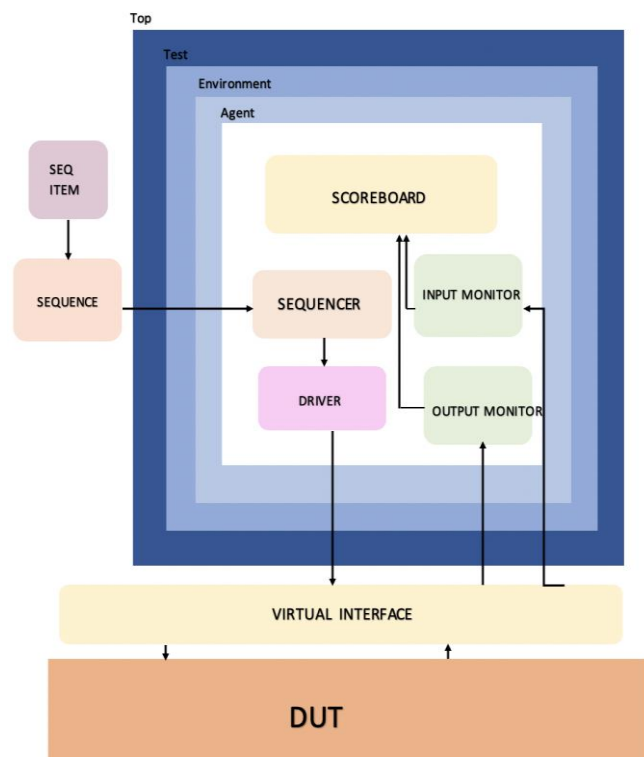 Top
Test
Environment
Agent
SEQ
ITEM
SCOREBOARD
SEQUENCE
SEQUENCER
INPUT MONITOR
DRIVER
OUTPUT MONITOR
VIRTUAL INTERFACE
DUT